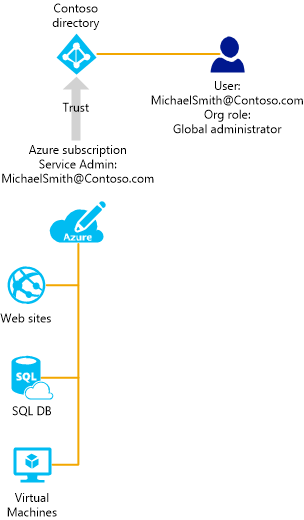 Contoso
directory
User:
MichaelSmith@Contoso.com
Org role:
Global administrator
Trust
Azure subscription
Service Admin:
MichaelSmith@Contoso.com
Azure
Web sites
SQL
SQL DB
Virtual
Machines